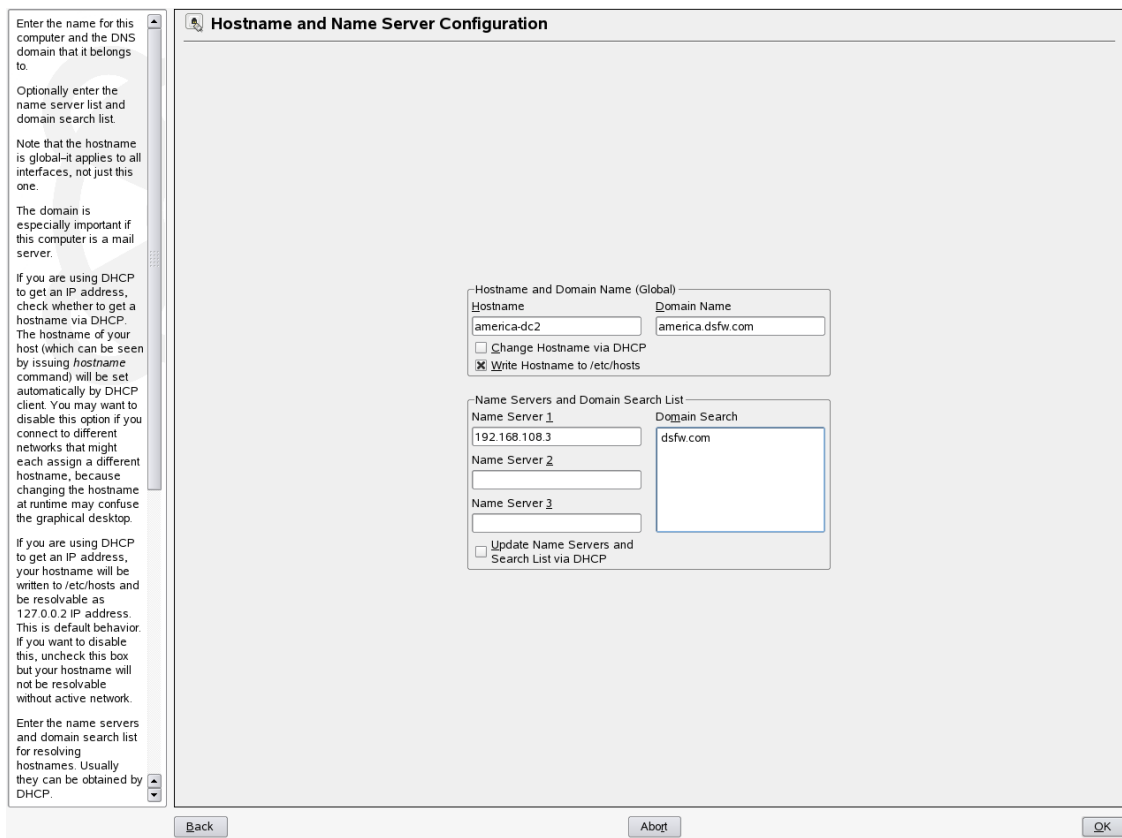 Enter the name for this
computer and the DNS
domain that it belongs
to.
Optionally enter the
name server list and
domain search list.
Note that the hostname
is global–it applies to all
interfaces, not just this
one.
The domain is
especially important if
this computer is a mail
server.
If you are using DHCP
to get an IP address,
check whether to get a
hostname via DHCP.
The hostname of your
host (which can be seen
by issuing hostname
command) will be set
automatically by DHCP
client. You may want to
disable this option if you
connect to different
networks that might
each assign a different
hostname, because
changing the hostname
at runtime may confuse
the graphical desktop.
If you are using DHCP
to get an IP address,
your hostname will be
written to /etc/hosts and
be resolvable as
127.0.0.2 IP address.
This is default behavior.
If you want to disable
this, uncheck this box
but your hostname will
not be resolvable
without active network.
Enter the name servers
and domain search list
for resolving
hostnames. Usually
they can be obtained by
DHCP.
Hostname and Name Server Configuration
Hostname and Domain Name (Global)
Hostname
Domain Name
america-dc2
america.dsfw.com
Change Hostname via DHCP
Write Hostname to /etc/hosts
Name Servers and Domain Search List
Name Server 1
Domain Search
192.168.108.3
dsfw.com
Name Server 2
Name Server 3
Update Name Servers and
Search List via DHCP
Back
Abort
OK